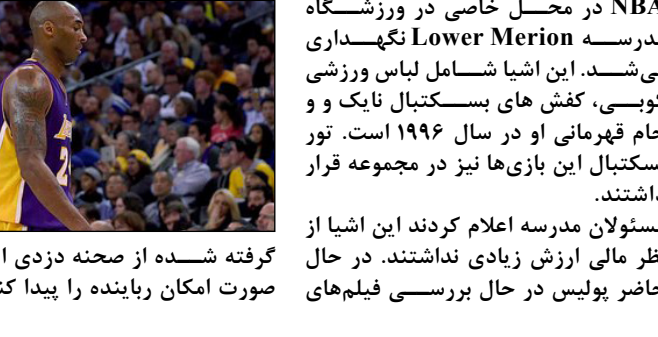 NBA در محل خاصی در ورزشگاه
مدرسه Lower Merion نگهداری
می‌شد. این اشیا شامل لباس ورزشی
کوبی، کفش های بسکتبال نایک و و
جام قهرمانی او در سال ۱۹۹۶ است. تور
بسکتبال این بازی‌ها نیز در مجموعه قرار
داشتند.
مسئولان مدرسه اعلام کردند این اشیا از
نظر مالی ارزش زیادی نداشتند. در حال
حاضر پولیس در حال بررسی فیلم‌های
گرفته شده از صحنه دزدی ا
صورت امکان رباینده را پیدا کن